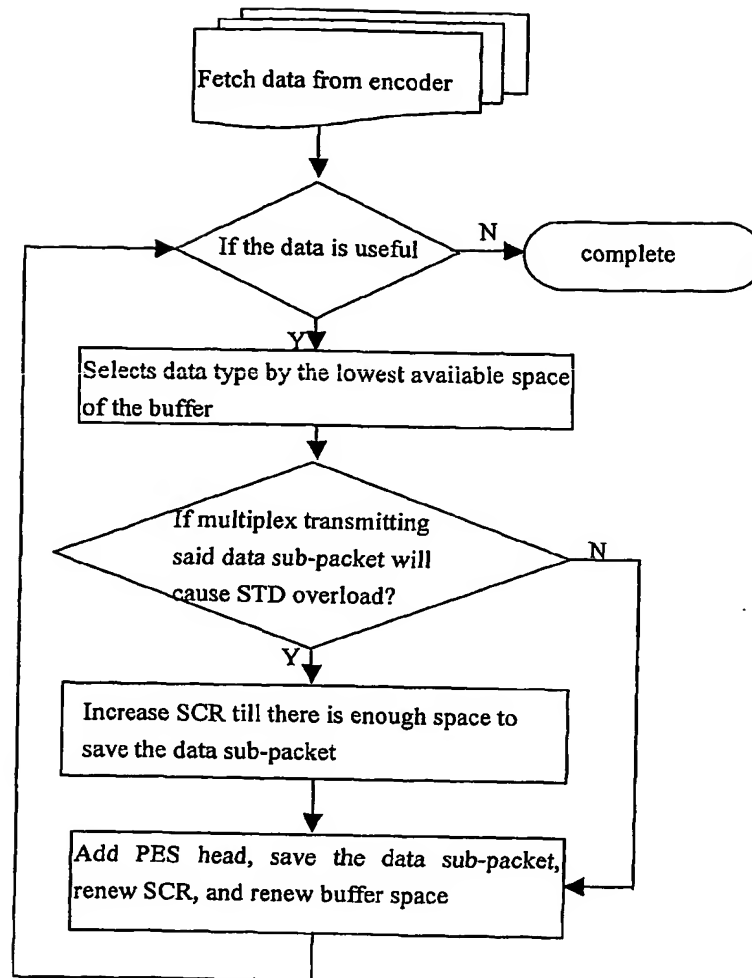 Fetch data from encoder
If the data is useful
N
complete
Y
Selects data type by the lowest available space
of the buffer
If multiplex transmitting
said data sub-packet will
cause STD overload?
N
Y
Increase SCR till there is enough space to
save the data sub-packet
Add PES head, save the data sub-packet,
renew SCR, and renew buffer space